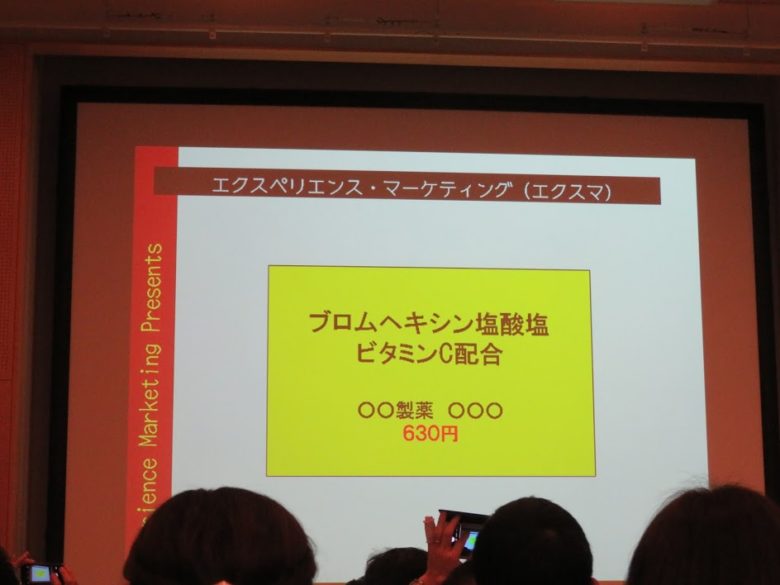 エクスペリエンス・マーケティング（エクスマ）
ience Marketing Presents
ブロムヘキシン塩酸塩
ビタミンC配合
〇〇製薬 〇〇〇
630円